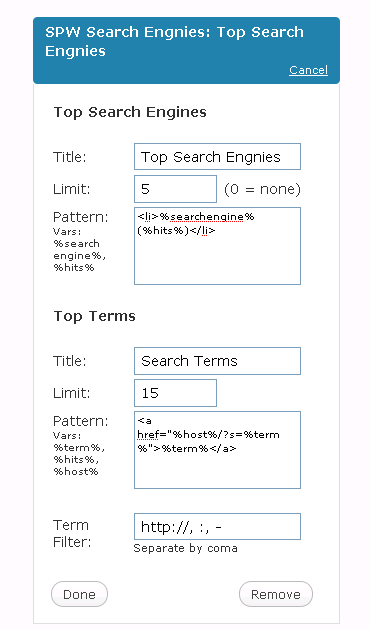 SPW Search Engnies: Top Search
Engnies
Cancel
Top Search Engines
Title:
Top Search Engnies
Limit:
5
(0 = none)
Pattern:
Vars:
%search
engine%,
%hits%
<li>%searchengine%
(%hits%)</li>
Top Terms
Title:
Search Terms
Limit:
15
Pattern:
Vars:
%term%,
%hits%,
%host%
<a
href="%host%/?s=%term
%">%term%</a>
Term
Filter:
http://, :, -
Separate by coma
Done
Remove